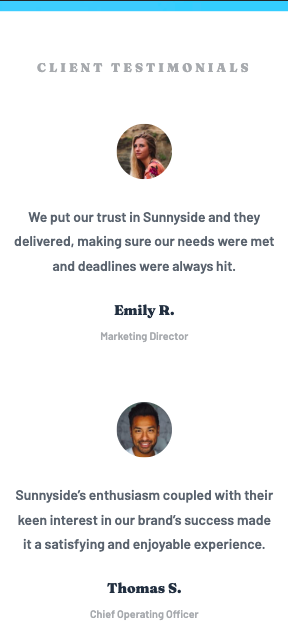 CLIENT TESTIMONIALS
We put our trust in Sunnyside and they
delivered, making sure our needs were met
and deadlines were always hit.
Emily R.
Marketing Director
Sunnyside’s enthusiasm coupled with their
keen interest in our brand’s success made
it a satisfying and enjoyable experience.
Thomas S.
Chief Operating Officer